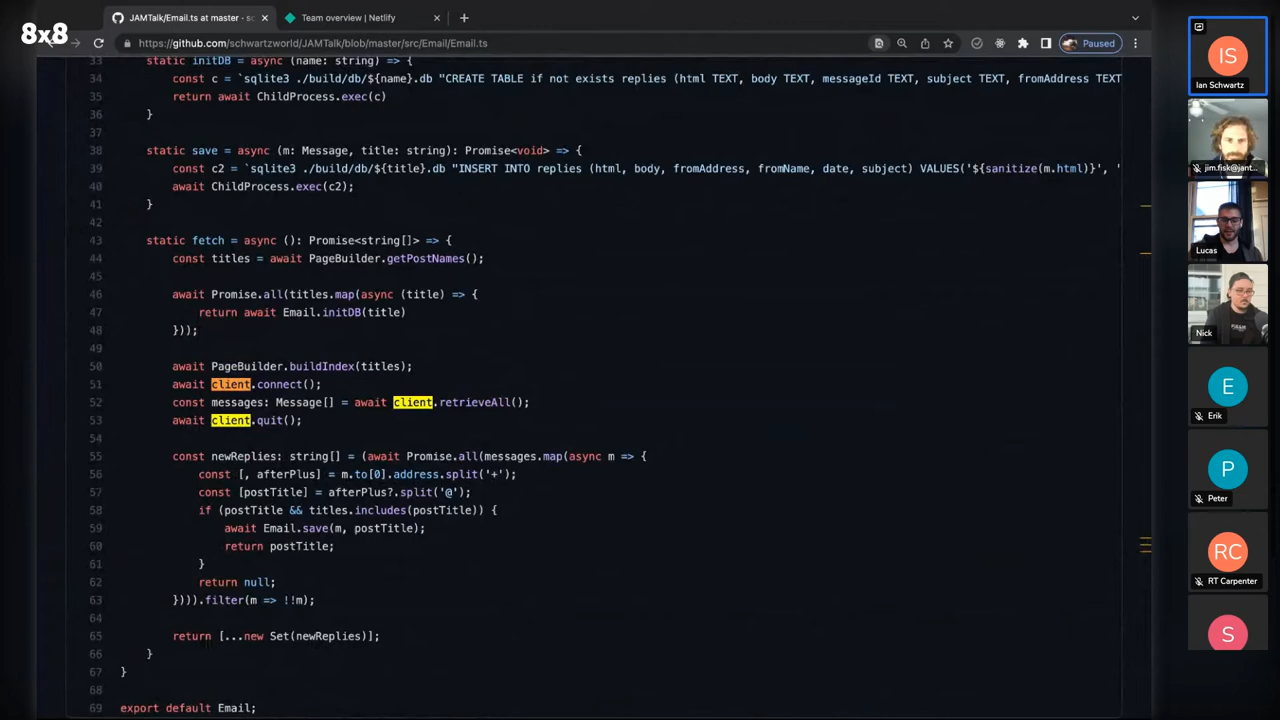 8x8
JAMTalk/Email.ts at master · sc
Team overview | Netlify
https://github.com/schwartzworld/JAMTalk/blob/master/src/Email/Email.ts
Paused
33 static initDB = async (name: string) => {
34 const c = `sqlite3 ./build/db/${name}.db "CREATE TABLE if not exists replies (html TEXT, body TEXT, messageId TEXT, subject TEXT, fromAddress TEXT
35 return await ChildProcess.exec(c)
36 }
37
38 static save = async (m: Message, title: string): Promise<void> => {
39 const c2 = `sqlite3 ./build/db/${title}.db "INSERT INTO replies (html, body, fromAddress, fromName, date, subject) VALUES('${sanitize(m.html)}', '
40 await ChildProcess.exec(c2);
41 }
42
43 static fetch = async (): Promise<string[]> => {
44 const titles = await PageBuilder.getPostNames();
45
46 await Promise.all(titles.map(async (title) => {
47 return await Email.initDB(title)
48 }));
49
50 await PageBuilder.buildIndex(titles);
51 await client.connect();
52 const messages: Message[] = await client.retrieveAll();
53 await client.quit();
54
55 const newReplies: string[] = (await Promise.all(messages.map(async m => {
56 const [, afterPlus] = m.to[0].address.split('+');
57 const [postTitle] = afterPlus?.split('@');
58 if (postTitle && titles.includes(postTitle)) {
59 await Email.save(m, postTitle);
60 return postTitle;
61 }
62 return null;
63 }))).filter(m => !!m);
64
65 return [...new Set(newReplies)];
66 }
67 }
68
69 export default Email;
IS
Ian Schwartz
jim.fisk@jant...
Lucas
Nick
E
Erik
P
Peter
RC
RT Carpenter
S